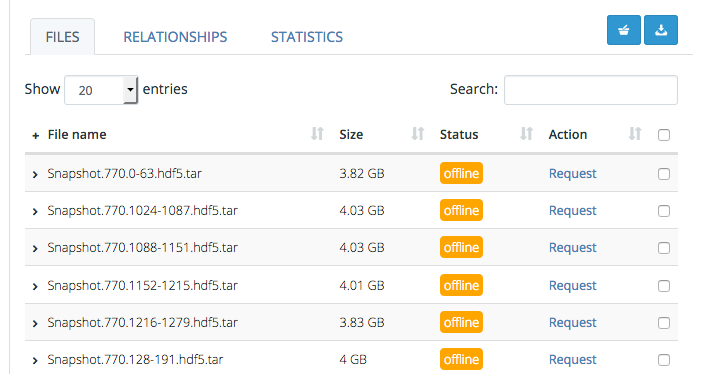 FILES RELATIONSHIPS STATISTICS
Show 20 entries Search:
+ File name Size Status Action
Snapshot.770.0-63.hdf5.tar 3.82 GB offline Request
Snapshot.770.1024-1087.hdf5.tar 4.03 GB offline Request
Snapshot.770.1088-1151.hdf5.tar 4.03 GB offline Request
Snapshot.770.1152-1215.hdf5.tar 4.01 GB offline Request
Snapshot.770.1216-1279.hdf5.tar 3.83 GB offline Request
Snapshot.770.128-191.hdf5.tar 4 GB offline Request